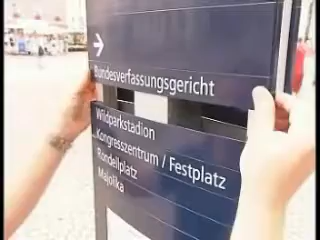 Bundesverfassungsgericht
Wildparkstadion
Kongresszentrum / Festplatz
Rondellplatz
Majolika